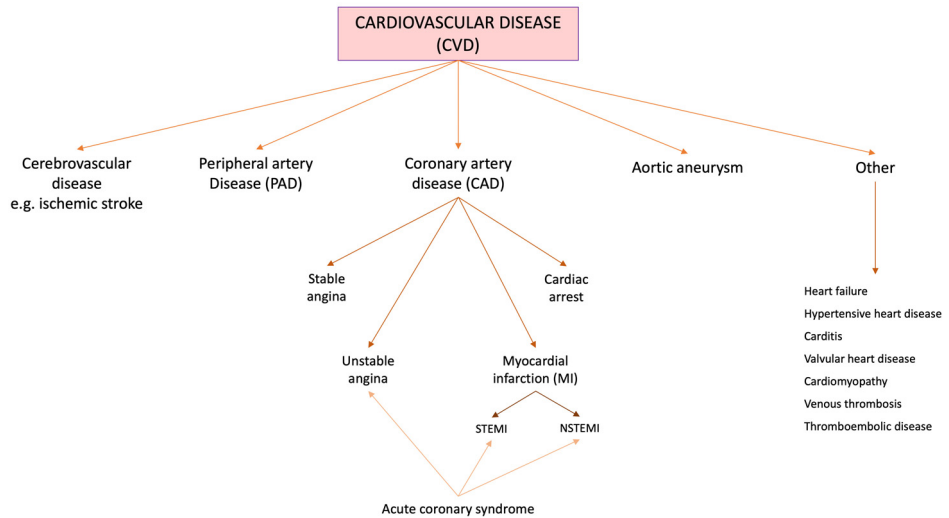 CARDIOVASCULAR DISEASE
(CVD)
Cerebrovascular
disease
e.g. ischemic stroke
Peripheral artery
Disease (PAD)
Coronary artery
disease (CAD)
Aortic aneurysm
Other
Stable
angina
Cardiac
arrest
Unstable
angina
Myocardial
infarction (MI)
STEMI
NSTEMI
Acute coronary syndrome
Heart failure
Hypertensive heart disease
Carditis
Valvular heart disease
Cardiomyopathy
Venous thrombosis
Thromboembolic disease